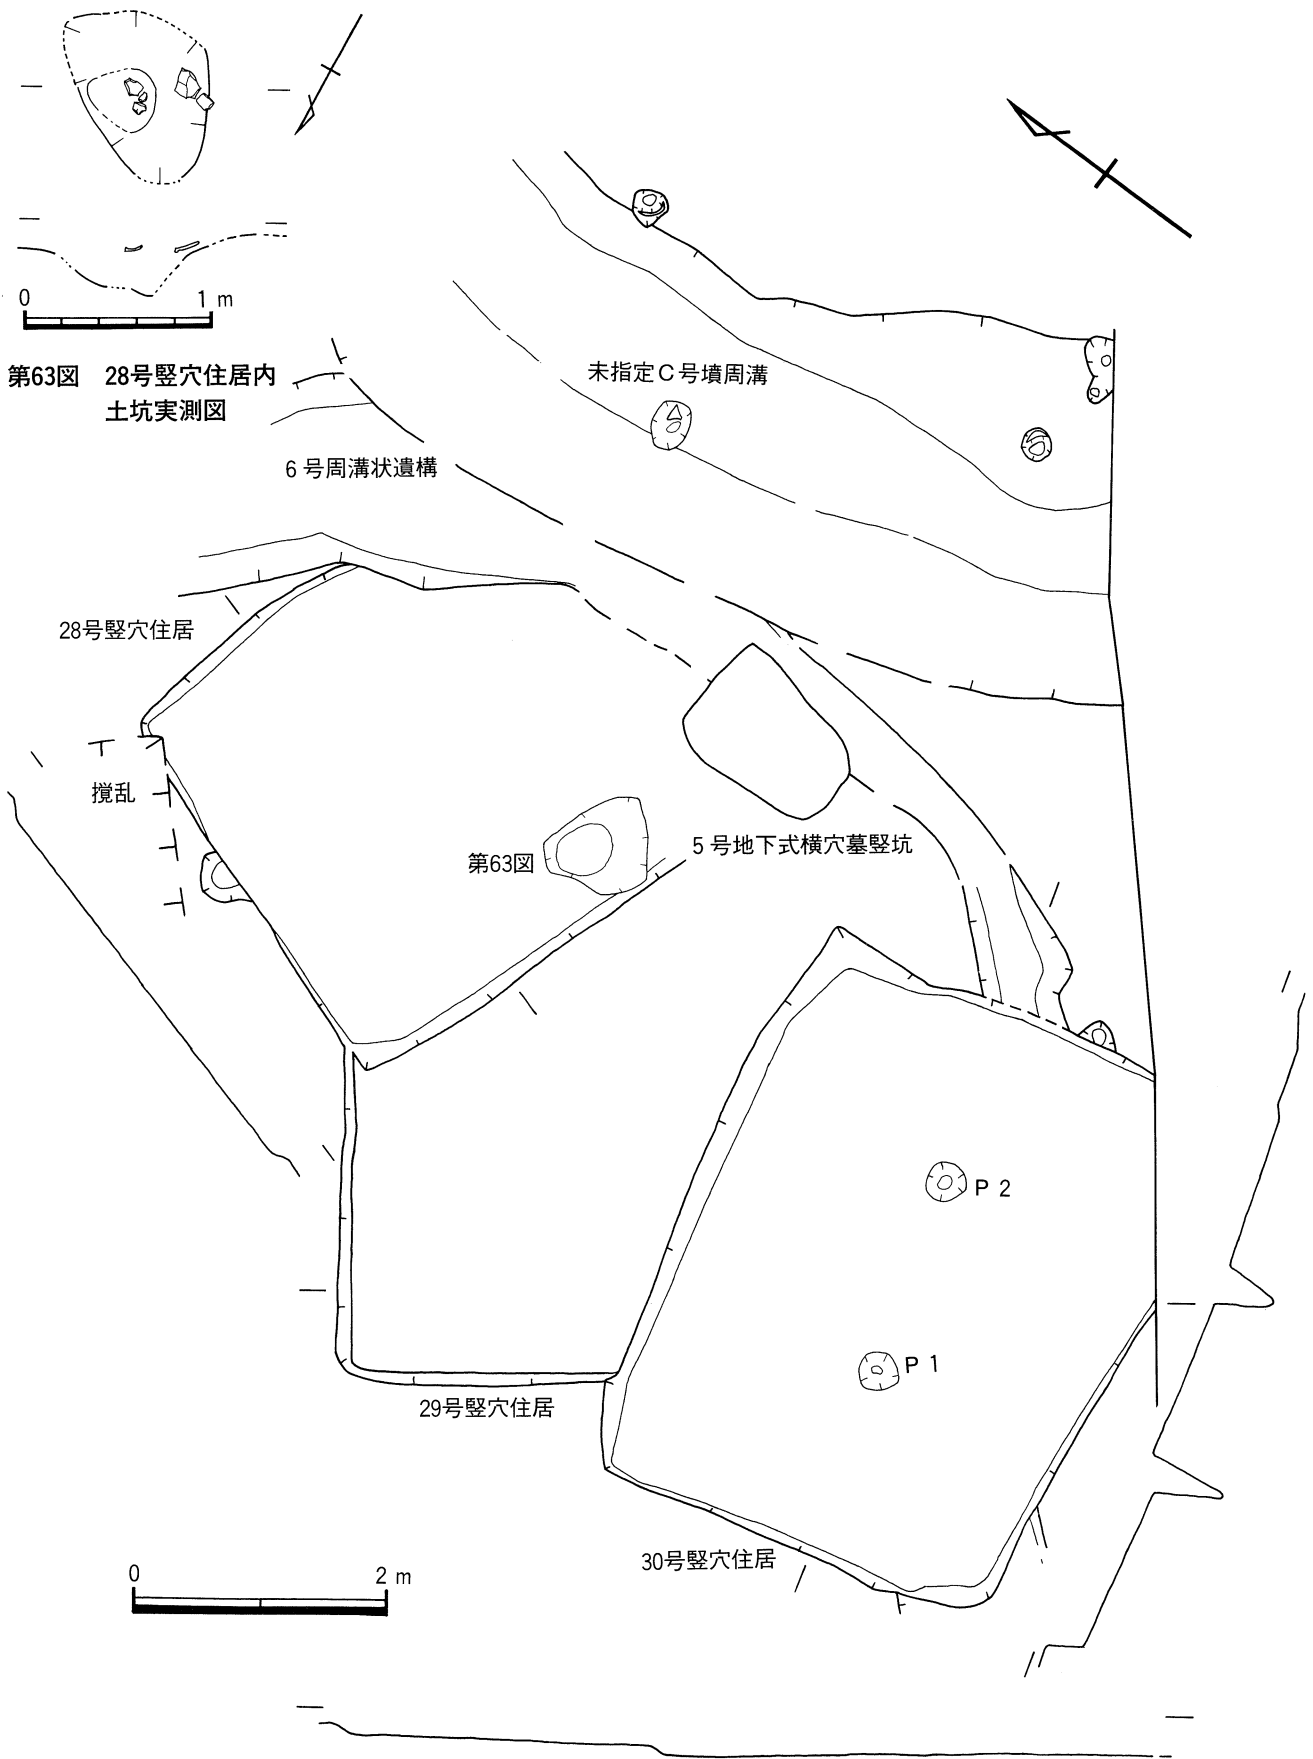 0 1 m
第63図 28号竪穴住居内
土坑実測図
未指定C号墳周溝
6号周溝状遺構
28号竪穴住居
撹乱
第63図
5号地下式横穴墓竪坑
P 2
P 1
29号竪穴住居
30号竪穴住居
0 2 m